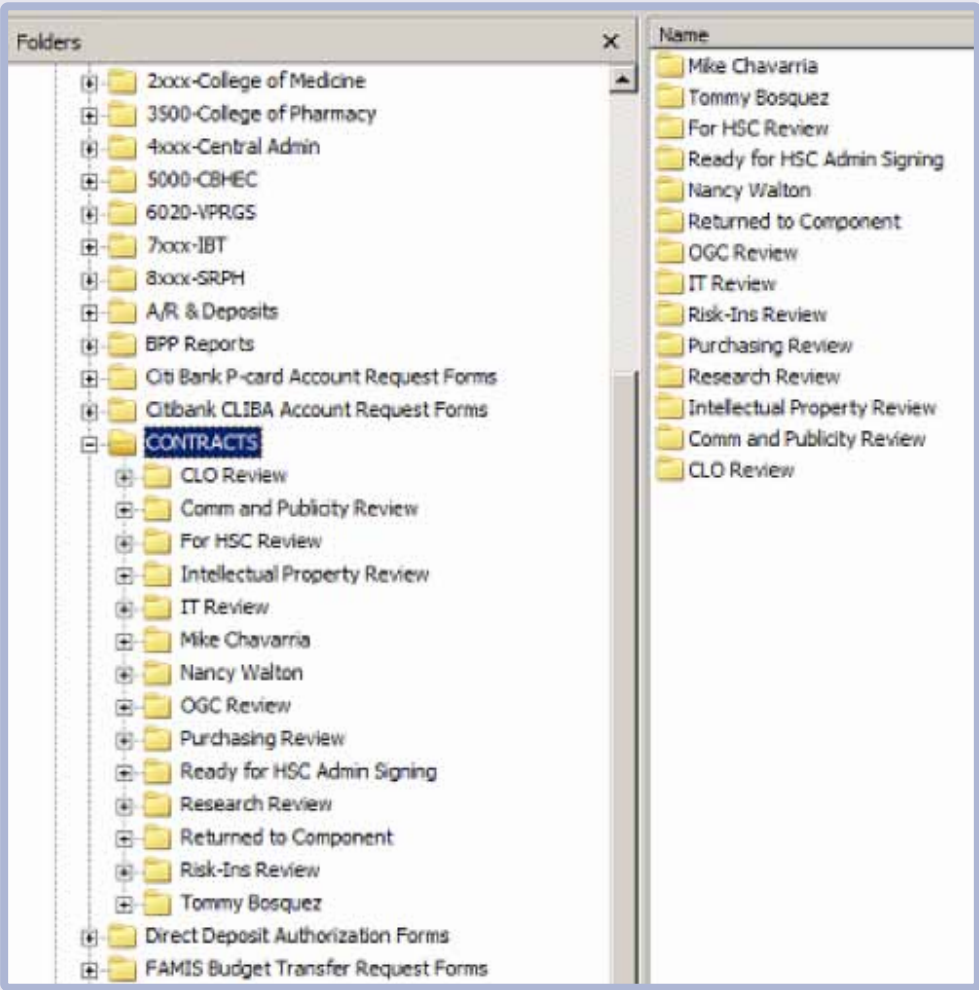 Folders
2xxx-College of Medicine
3500-College of Pharmacy
4xxx-Central Admin
5000-CBHEC
6020-VPRGS
7xxx-IBT
8xxx-SRPH
A/R & Deposits
BPP Reports
Citi Bank P-card Account Request Forms
Citibank CLIBA Account Request Forms
CONTRACTS
CLO Review
Comm and Publicity Review
For HSC Review
Intellectual Property Review
IT Review
Mike Chavarria
Nancy Walton
OGC Review
Purchasing Review
Ready for HSC Admin Signing
Research Review
Returned to Component
Risk-Ins Review
Tommy Bosquez
Direct Deposit Authorization Forms
FAMIS Budget Transfer Request Forms
Name
Mike Chavarria
Tommy Bosquez
For HSC Review
Ready for HSC Admin Signing
Nancy Walton
Returned to Component
OGC Review
IT Review
Risk-Ins Review
Purchasing Review
Research Review
Intellectual Property Review
Comm and Publicity Review
CLO Review